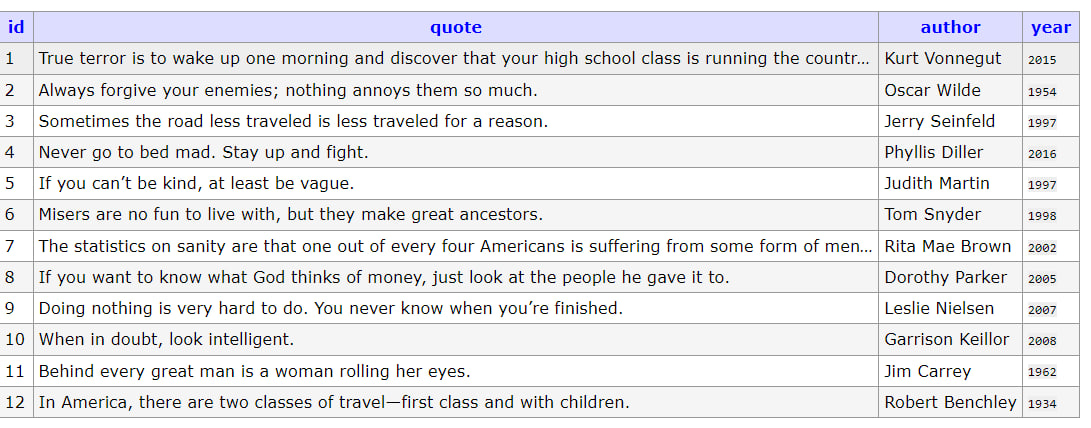 id quote author year
1 True terror is to wake up one morning and discover that your high school class is running the countr... Kurt Vonnegut 2015
2 Always forgive your enemies; nothing annoys them so much. Oscar Wilde 1954
3 Sometimes the road less traveled is less traveled for a reason. Jerry Seinfeld 1997
4 Never go to bed mad. Stay up and fight. Phyllis Diller 2016
5 If you can’t be kind, at least be vague. Judith Martin 1997
6 Misers are no fun to live with, but they make great ancestors. Tom Snyder 1998
7 The statistics on sanity are that one out of every four Americans is suffering from some form of men... Rita Mae Brown 2002
8 If you want to know what God thinks of money, just look at the people he gave it to. Dorothy Parker 2005
9 Doing nothing is very hard to do. You never know when you’re finished. Leslie Nielsen 2007
10 When in doubt, look intelligent. Garrison Keillor 2008
11 Behind every great man is a woman rolling her eyes. Jim Carrey 1962
12 In America, there are two classes of travel—first class and with children. Robert Benchley 1934